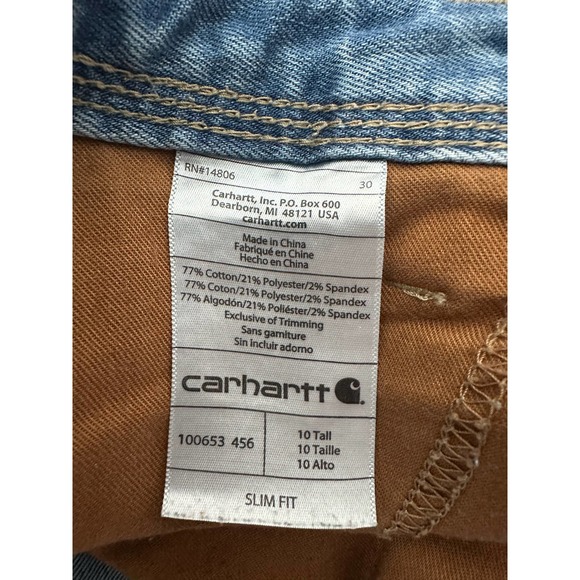 RN#14806 30
Carhartt, Inc. P.O. Box 600
Dearborn, MI 48121 USA
carhartt.com
Made in China
Fabriqué en Chine
Hecho en China
77% Cotton/21% Polyester/2% Spandex
77% Coton/21% Polyester/2% Spandex
77% Algodón/21% Poliéster/2% Spandex
Exclusive of Trimming
Sans garniture
Sin incluir adorno
carhartt
100653 456
10 Tall
10 Taille
10 Alto
SLIM FIT